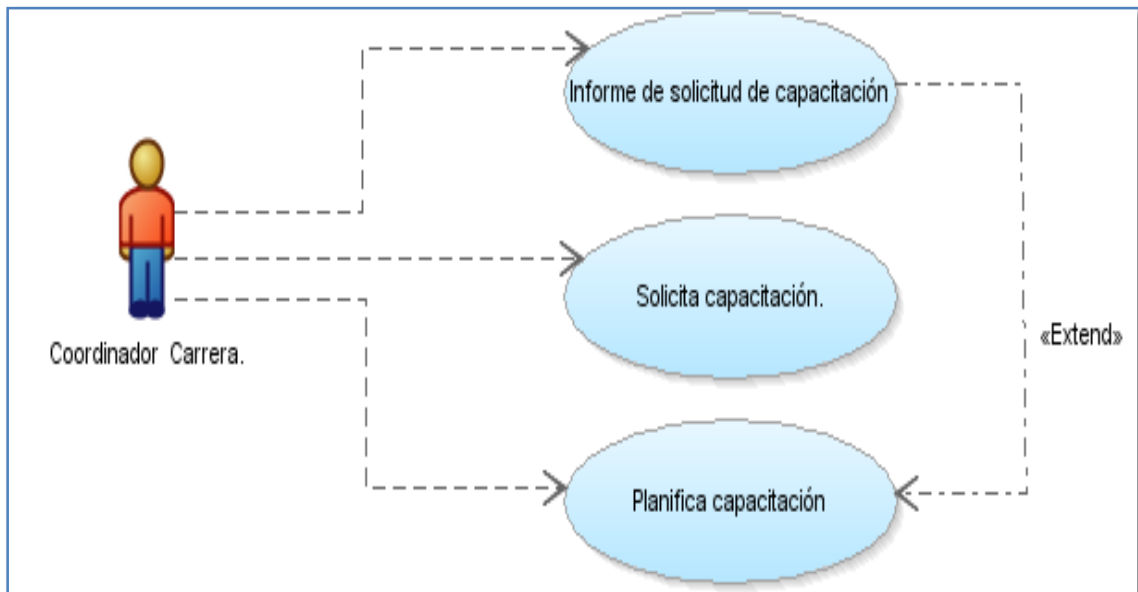 Informe de solicitud de capacitación
Solicita capacitación.
«Extend»
Coordinador Carrera.
Planifica capacitación